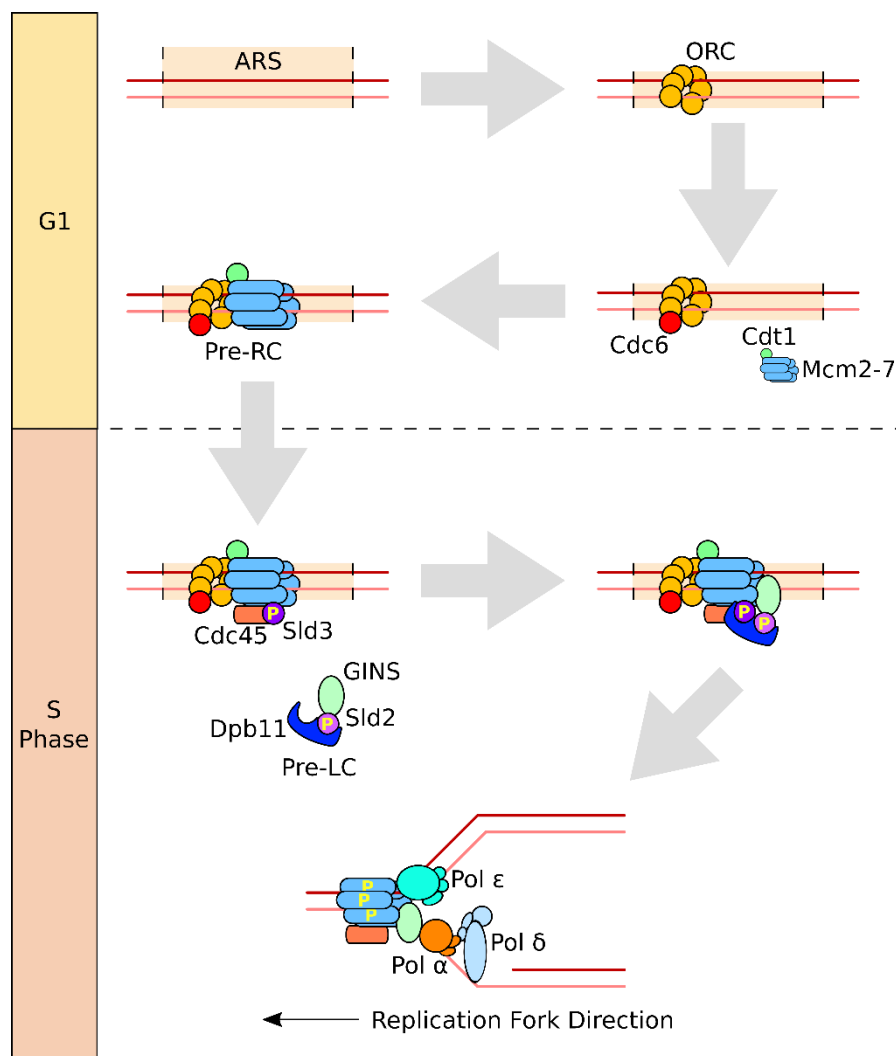 ARS
ORC
G1
Cdc6
Cdt1
Mcm2-7
Pre-RC
P
Cdc45
Sld3
P
P
GINS
Dpb11
P
Sld2
Pre-LC
S
Phase
P
P
P
Pol ε
Pol α
Pol δ
Replication Fork Direction